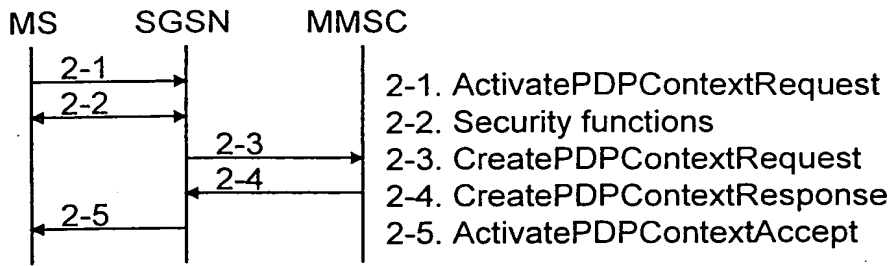 MS SGSN MMSC
2-1
2-2
2-3
2-4
2-5
2-1. ActivatePDPContextRequest
2-2. Security functions
2-3. CreatePDPContextRequest
2-4. CreatePDPContextResponse
2-5. ActivatePDPContextAccept